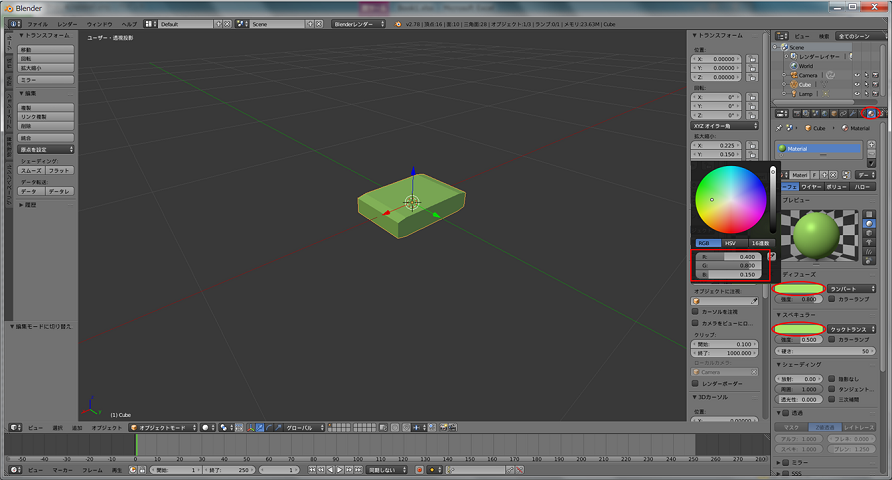 Blender
ファイル レンダー ウィンドウ ヘルプ Default Scene Blenderレンダー v2.78 | 頂点:16 | 面:10 | 三角面:28 | オブジェクト:1/3 | ランプ:0/1 | メモリ:23.63M | Cube
トランスフォーム
移動
回転
拡大縮小
ミラー
編集
複製
リンク複製
削除
統合
原点を設定
シェーディング:
スムーズ フラット
データ転送:
データ データレ
履歴
編集モードに切り替え
ユーザー・透視投影
(1) Cube
トランスフォーム
位置:
X: 0.00000
Y: 0.00000
Z: 0.00000
回転:
X: 0°
Y: 0°
Z: 0°
XYZ オイラー角
拡大縮小:
X: 0.225
Y: 0.150
RGB HSV 16進数
R: 0.400
G: 0.800
B: 0.150
オブジェクトに注視
カーソルを注視
カメラをビューにロ...
クリップ:
開始: 0.100
終了: 1000.000
ローカルカメラ
Camera
レンダーボーダー
3Dカーソル
位置:
X: 0.00000
ビュー 検索 全てのシーン
Scene
レンダーレイヤー
World
Camera
Cube
Lamp
Cube Material
Material
Materi F データ
ーフェ ワイヤー ボリュー ハロー
プレビュー
ディフューズ
ランバート
強度: 0.800 カラーランプ
スペキュラー
クックトランス
強度: 0.500 カラーランプ
硬さ: 50
シェーディング
放射: 0.00 陰影なし
周囲: 1.000 タンジェント...
透光性: 0.000 三次補間
透過
マスク Z値透過 レイトレース
アルファ: 1.000 フレネ: 0.000
スペキ: 1.000 ブレン: 1.250
ミラー
SSS
ビュー 選択 追加 オブジェクト オブジェクトモード グローバル
-50 -40 -30 -20 -10 0 10 20 30 40 50 60 70 80 90 100 110 120 130 140 150 160 170 180 190 200 210 220 230 240 250 260 270 280
ビュー マーカー フレーム 再生 開始: 1 終了: 250 1 同期しない